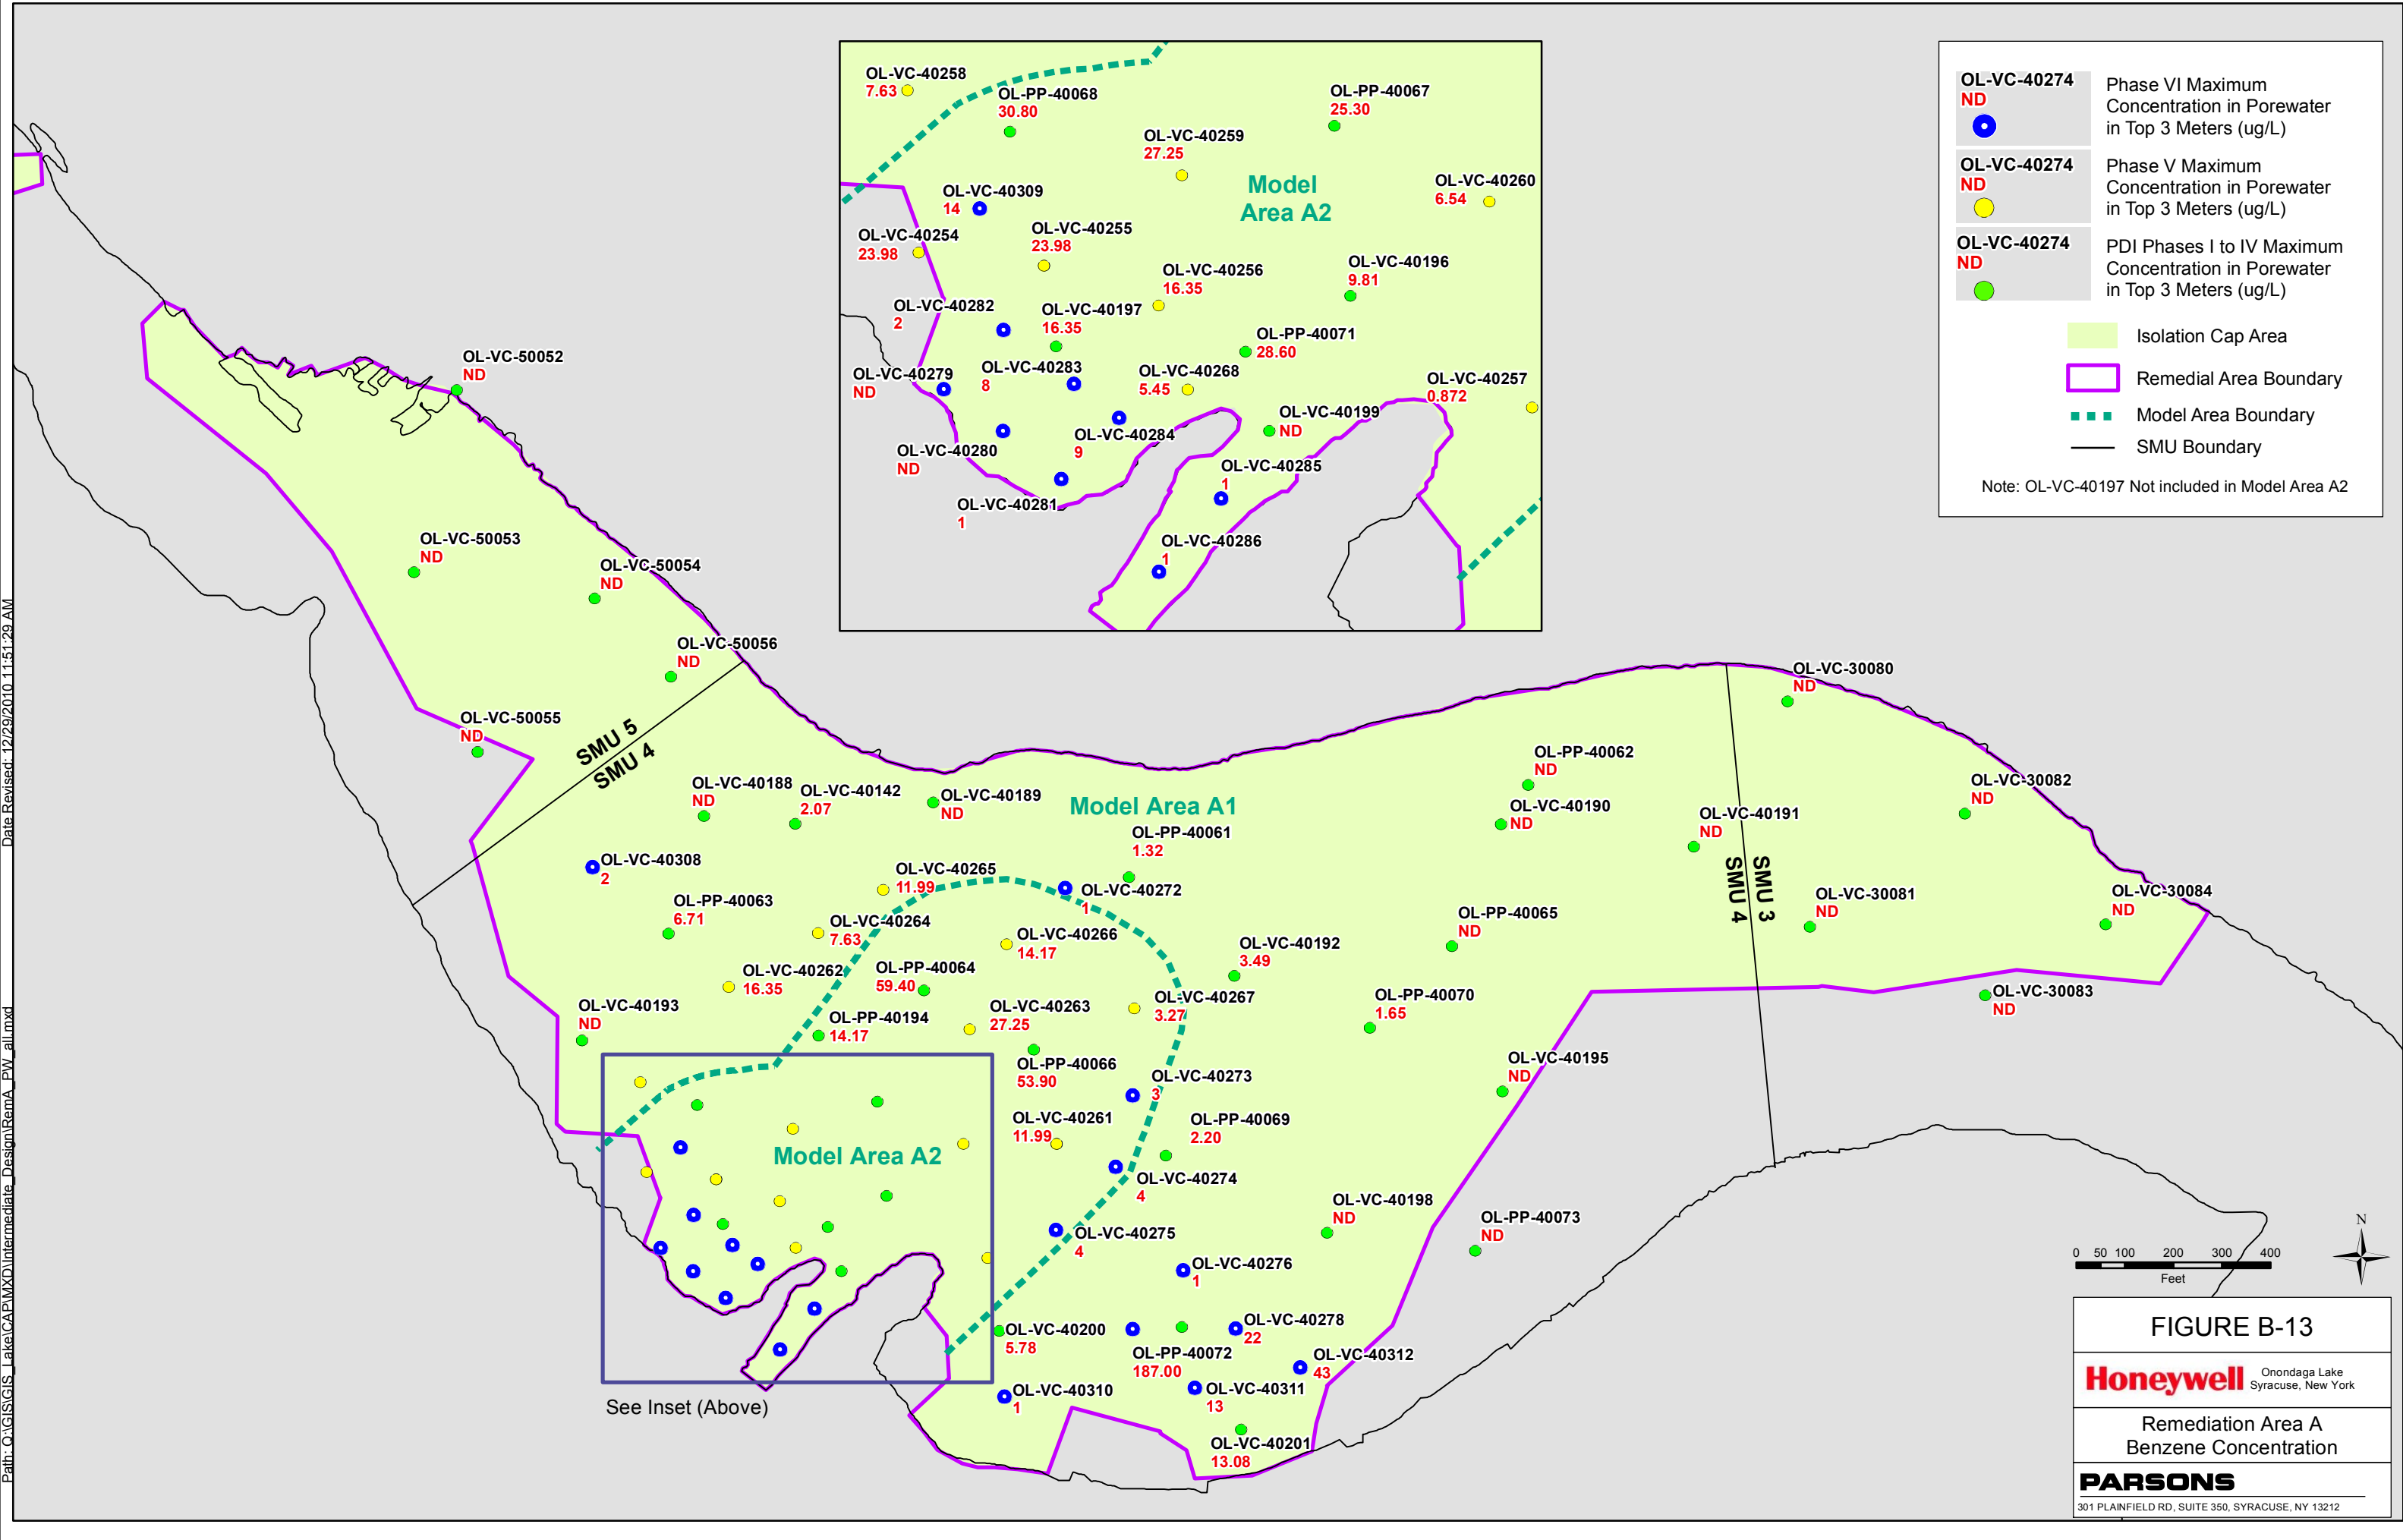 Date Revised: 12/29/2010 11:51:29 AM
Path: Q:\GIS\GIS_Lake\CAP\MXD\Intermediate_Design\RemA_PW_all.mxd
OL-VC-40258
7.63
OL-PP-40068
30.80
OL-PP-40067
25.30
OL-VC-40259
27.25
Model
Area A2
OL-VC-40260
6.54
OL-VC-40309
14
OL-VC-40254
23.98
OL-VC-40255
23.98
OL-VC-40256
16.35
OL-VC-40196
9.81
OL-VC-40282
2
OL-VC-40197
16.35
OL-PP-40071
28.60
OL-VC-40279
ND
OL-VC-40283
8
OL-VC-40268
5.45
OL-VC-40257
0.872
OL-VC-40199
ND
OL-VC-40280
ND
OL-VC-40284
9
OL-VC-40285
1
OL-VC-40281
1
OL-VC-40286
1
OL-VC-40274
ND
Phase VI Maximum
Concentration in Porewater
in Top 3 Meters (ug/L)
OL-VC-40274
ND
Phase V Maximum
Concentration in Porewater
in Top 3 Meters (ug/L)
OL-VC-40274
ND
PDI Phases I to IV Maximum
Concentration in Porewater
in Top 3 Meters (ug/L)
Isolation Cap Area
Remedial Area Boundary
Model Area Boundary
SMU Boundary
Note: OL-VC-40197 Not included in Model Area A2
OL-VC-50052
ND
OL-VC-50053
ND
OL-VC-50054
ND
OL-VC-50056
ND
OL-VC-50055
ND
SMU 5
SMU 4
OL-VC-30080
ND
OL-PP-40062
ND
OL-VC-40190
ND
OL-VC-40191
ND
OL-VC-30082
ND
SMU 4
SMU 3
OL-VC-30081
ND
OL-VC-30084
ND
OL-VC-30083
ND
OL-VC-40188
ND
OL-VC-40142
2.07
OL-VC-40189
ND
Model Area A1
OL-PP-40061
1.32
OL-VC-40308
2
OL-VC-40265
11.99
OL-VC-40272
1
OL-PP-40063
6.71
OL-VC-40264
7.63
OL-VC-40266
14.17
OL-VC-40192
3.49
OL-PP-40065
ND
OL-VC-40262
16.35
OL-PP-40064
59.40
OL-VC-40267
3.27
OL-PP-40070
1.65
OL-VC-40193
ND
OL-PP-40194
14.17
OL-VC-40263
27.25
OL-PP-40066
53.90
OL-VC-40273
3
OL-VC-40195
ND
OL-VC-40261
11.99
OL-PP-40069
2.20
Model Area A2
OL-VC-40274
4
OL-VC-40198
ND
OL-PP-40073
ND
OL-VC-40275
4
OL-VC-40276
1
OL-VC-40200
5.78
OL-PP-40072
187.00
OL-VC-40278
22
OL-VC-40312
43
OL-VC-40310
1
OL-VC-40311
13
OL-VC-40201
13.08
See Inset (Above)
N
0 50 100 200 300 400
Feet
FIGURE B-13
Honeywell
Onondaga Lake
Syracuse, New York
Remediation Area A
Benzene Concentration
PARSONS
301 PLAINFIELD RD, SUITE 350, SYRACUSE, NY 13212